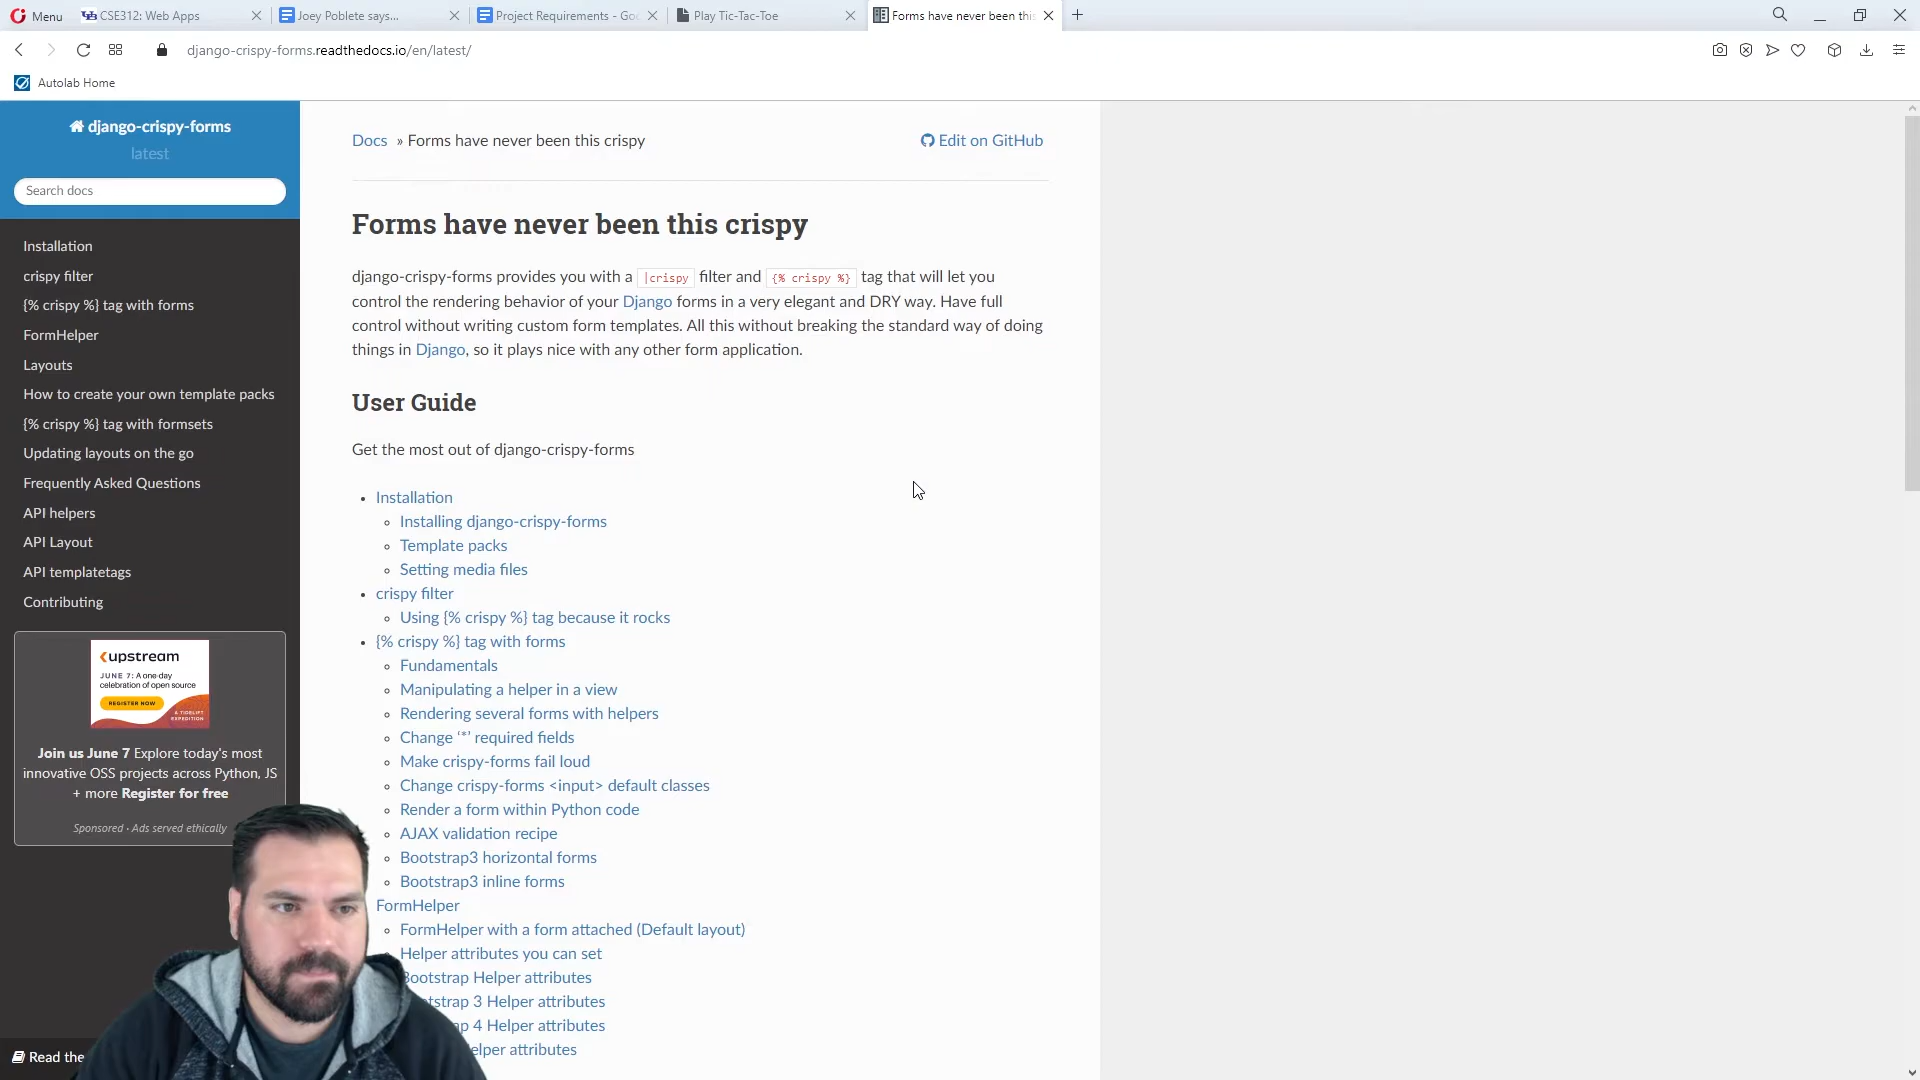 Menu
CSE312: Web Apps
Joey Poblete says...
Project Requirements - Goo
Play Tic-Tac-Toe
Forms have never been this
django-crispy-forms.readthedocs.io/en/latest/
Autolab Home
django-crispy-forms
latest
Search docs
Installation
crispy filter
{% crispy %} tag with forms
FormHelper
Layouts
How to create your own template packs
{% crispy %} tag with formsets
Updating layouts on the go
Frequently Asked Questions
API helpers
API Layout
API templatetags
Contributing
upstream
JUNE 7: A one-day
celebration of open source
REGISTER NOW
A TIDELIFT
EXPEDITION
Join us June 7 Explore today's most
innovative OSS projects across Python, JS
+ more Register for free
Sponsored · Ads served ethically
Read the
Docs » Forms have never been this crispy
Edit on GitHub
Forms have never been this crispy
django-crispy-forms provides you with a |crispy filter and {% crispy %} tag that will let you
control the rendering behavior of your Django forms in a very elegant and DRY way. Have full
control without writing custom form templates. All this without breaking the standard way of doing
things in Django, so it plays nice with any other form application.
User Guide
Get the most out of django-crispy-forms
Installation
Installing django-crispy-forms
Template packs
Setting media files
crispy filter
Using {% crispy %} tag because it rocks
{% crispy %} tag with forms
Fundamentals
Manipulating a helper in a view
Rendering several forms with helpers
Change ‘*’ required fields
Make crispy-forms fail loud
Change crispy-forms <input> default classes
Render a form within Python code
AJAX validation recipe
Bootstrap3 horizontal forms
Bootstrap3 inline forms
FormHelper
FormHelper with a form attached (Default layout)
Helper attributes you can set
Bootstrap Helper attributes
otstrap 3 Helper attributes
ap 4 Helper attributes
elper attributes